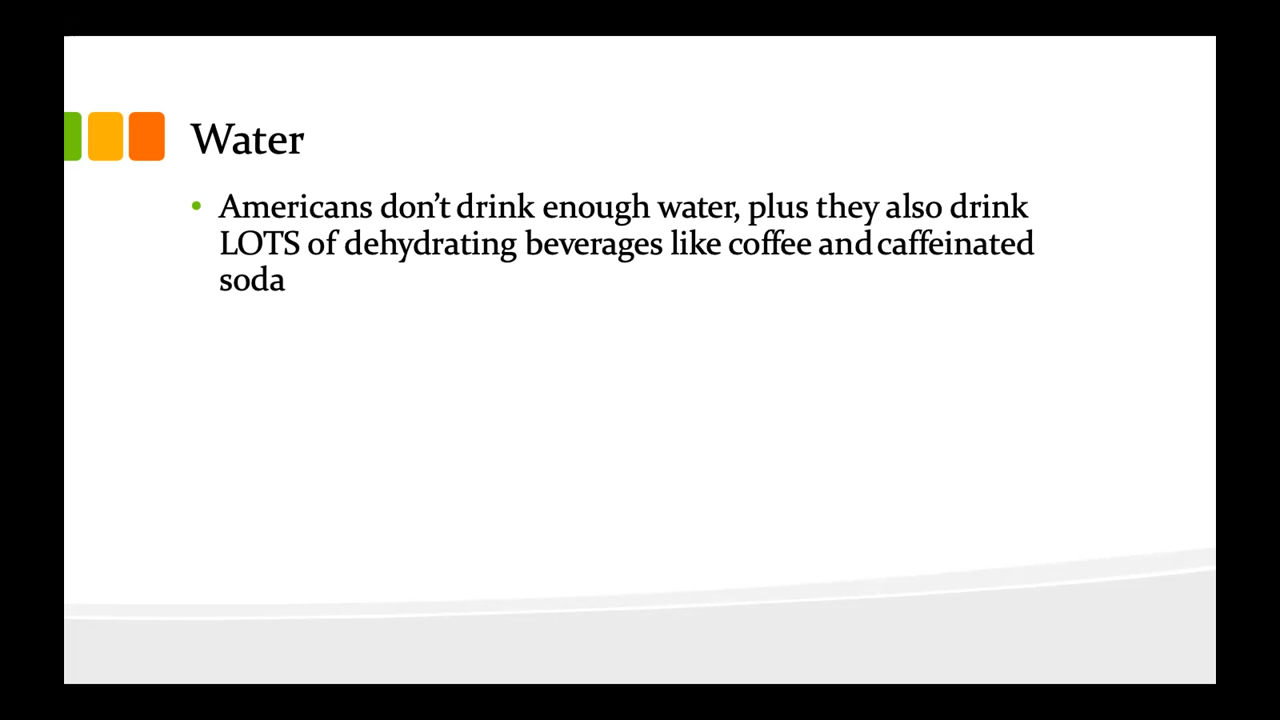 Water
• Americans don’t drink enough water, plus they also drink
LOTS of dehydrating beverages like coffee and caffeinated
soda